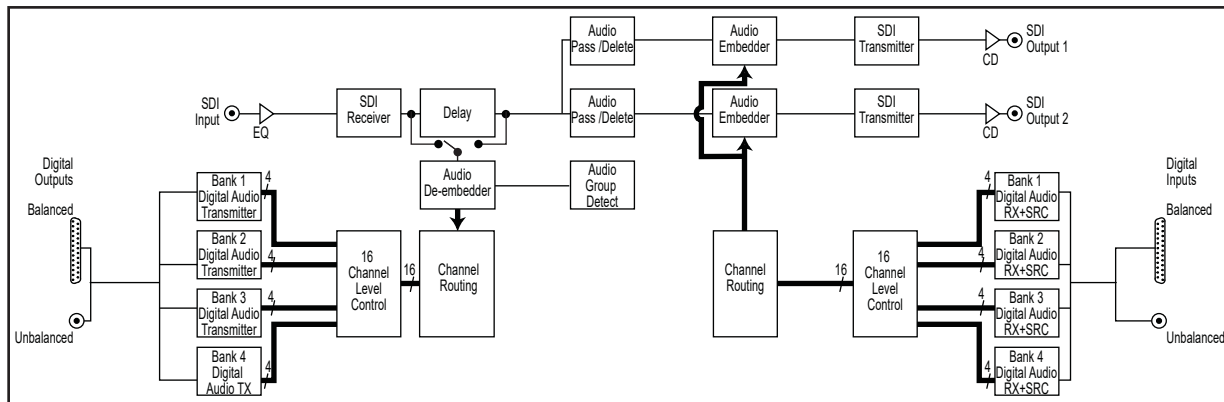 Audio
Pass /Delete
Audio
Embedder
SDI
Transmitter
CD
SDI
Output 1
SDI
Input
EQ
SDI
Receiver
Delay
Audio
Pass /Delete
Audio
Embedder
SDI
Transmitter
CD
SDI
Output 2
Audio
De-embedder
Audio
Group
Detect
Digital
Outputs
Balanced
Unbalanced
Bank 1
Digital Audio
Transmitter
4
Bank 2
Digital Audio
Transmitter
4
Bank 3
Digital Audio
Transmitter
4
Bank 4
Digital
Audio TX
4
16
Channel
Level
Control
16
Channel
Routing
Channel
Routing
16
16
Channel
Level
Control
4
Bank 1
Digital Audio
RX+SRC
4
Bank 2
Digital Audio
RX+SRC
4
Bank 3
Digital Audio
RX+SRC
4
Bank 4
Digital Audio
RX+SRC
Digital
Inputs
Balanced
Unbalanced